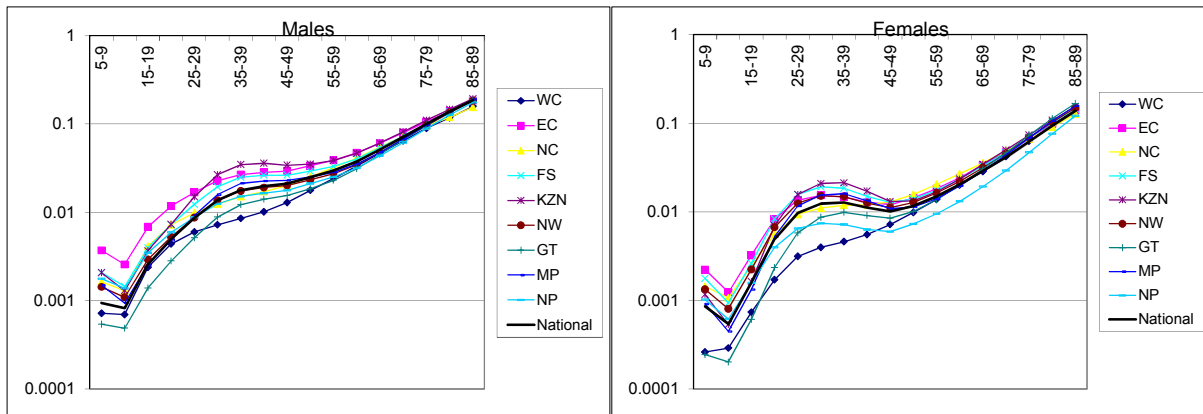 Males
1
0.1
0.01
0.001
0.0001
5-9
15-19
25-29
35-39
45-49
55-59
65-69
75-79
85-89
WC
EC
NC
FS
KZN
NW
GT
MP
NP
National
Females
1
0.1
0.01
0.001
0.0001
5-9
15-19
25-29
35-39
45-49
55-59
65-69
75-79
85-89
WC
EC
NC
FS
KZN
NW
GT
MP
NP
National